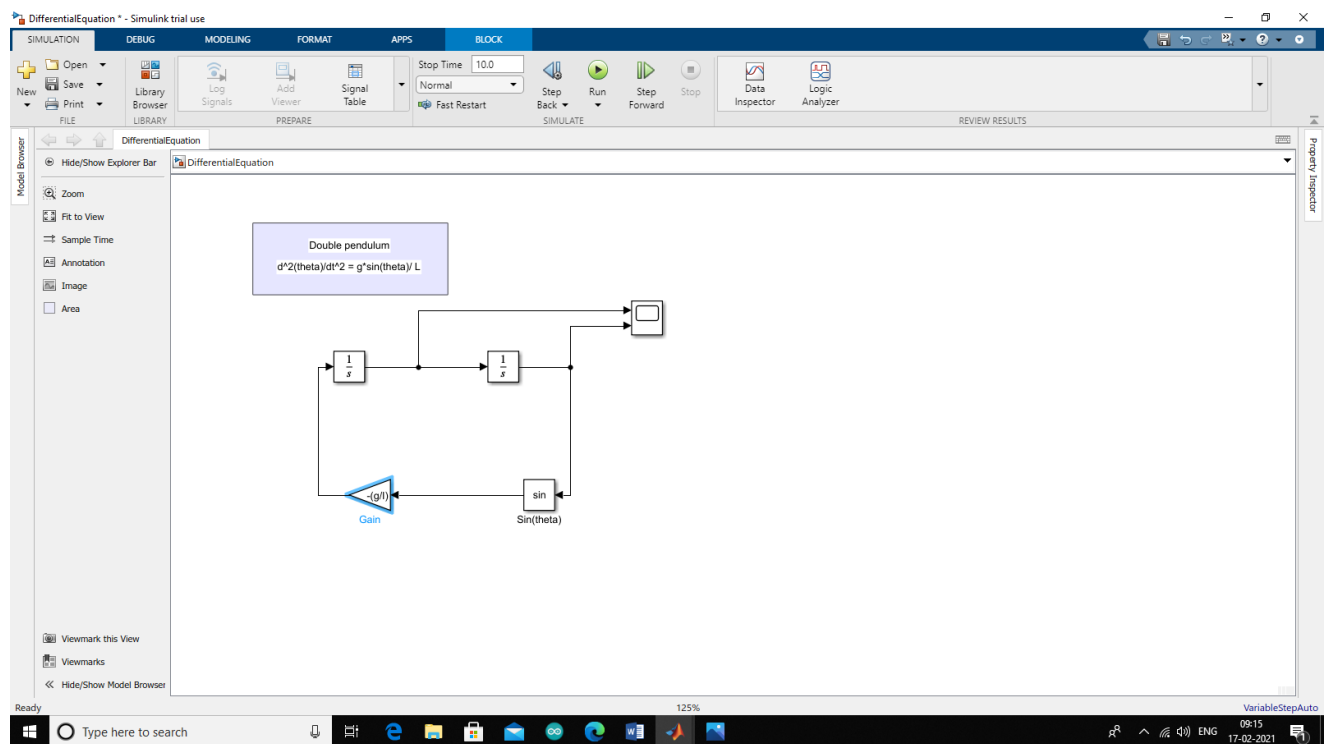 DifferentialEquation * - Simulink trial use
SIMULATION DEBUG MODELING FORMAT APPS BLOCK
New
Open
Save
Print
FILE
Library
Browser
LIBRARY
Log
Signals
Add
Viewer
Signal
Table
PREPARE
Stop Time 10.0
Normal
Fast Restart
Step
Back
Run
Step
Forward
Stop
SIMULATE
Data
Inspector
Logic
Analyzer
REVIEW RESULTS
Model Browser
DifferentialEquation
Property Inspector
Hide/Show Explorer Bar
DifferentialEquation
Zoom
Fit to View
Sample Time
Annotation
Image
Area
Double pendulum
d^2(theta)/dt^2 = g*sin(theta)/ L
1
s
1
s
-(g/l)
Gain
sin
Sin(theta)
Viewmark this View
Viewmarks
Hide/Show Model Browser
Ready
125%
VariableStepAuto
Type here to search
ENG
09:15
17-02-2021